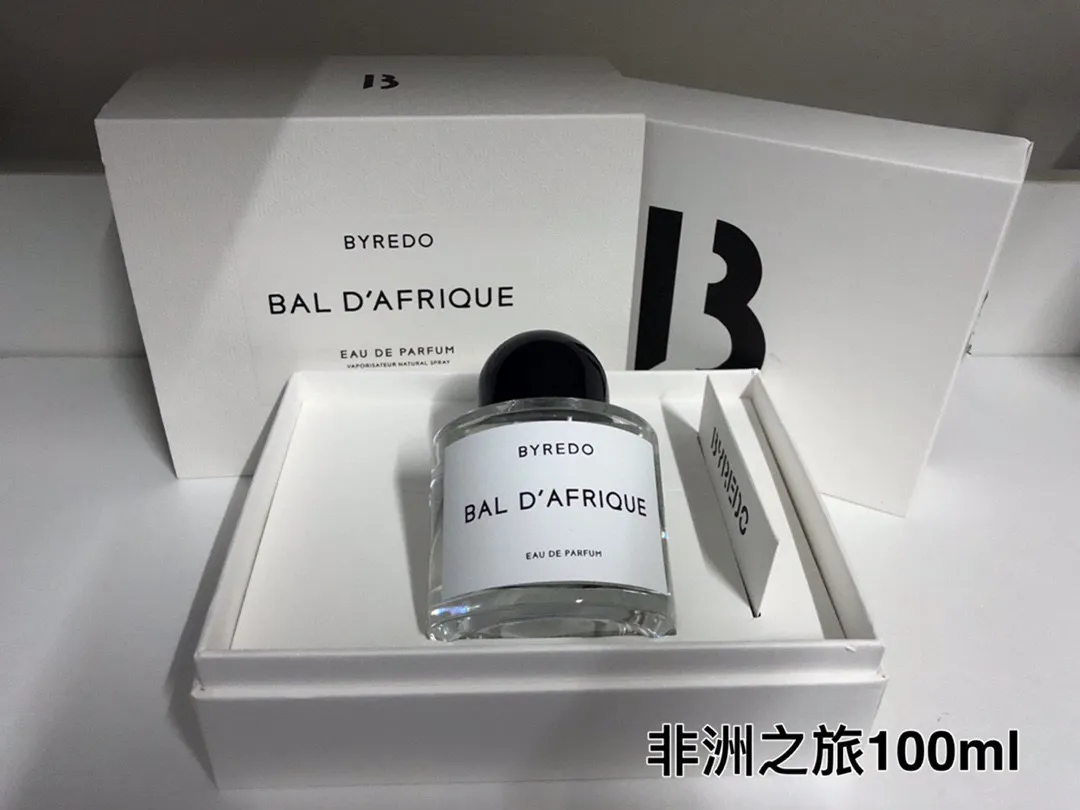 B
BYREDO
BAL D'AFRIQUE
EAU DE PARFUM
VAPORISATEUR NATURAL SPRAY
B
BYREDO
BAL D'AFRIQUE
EAU DE PARFUM
BYREDO
非洲之旅100ml